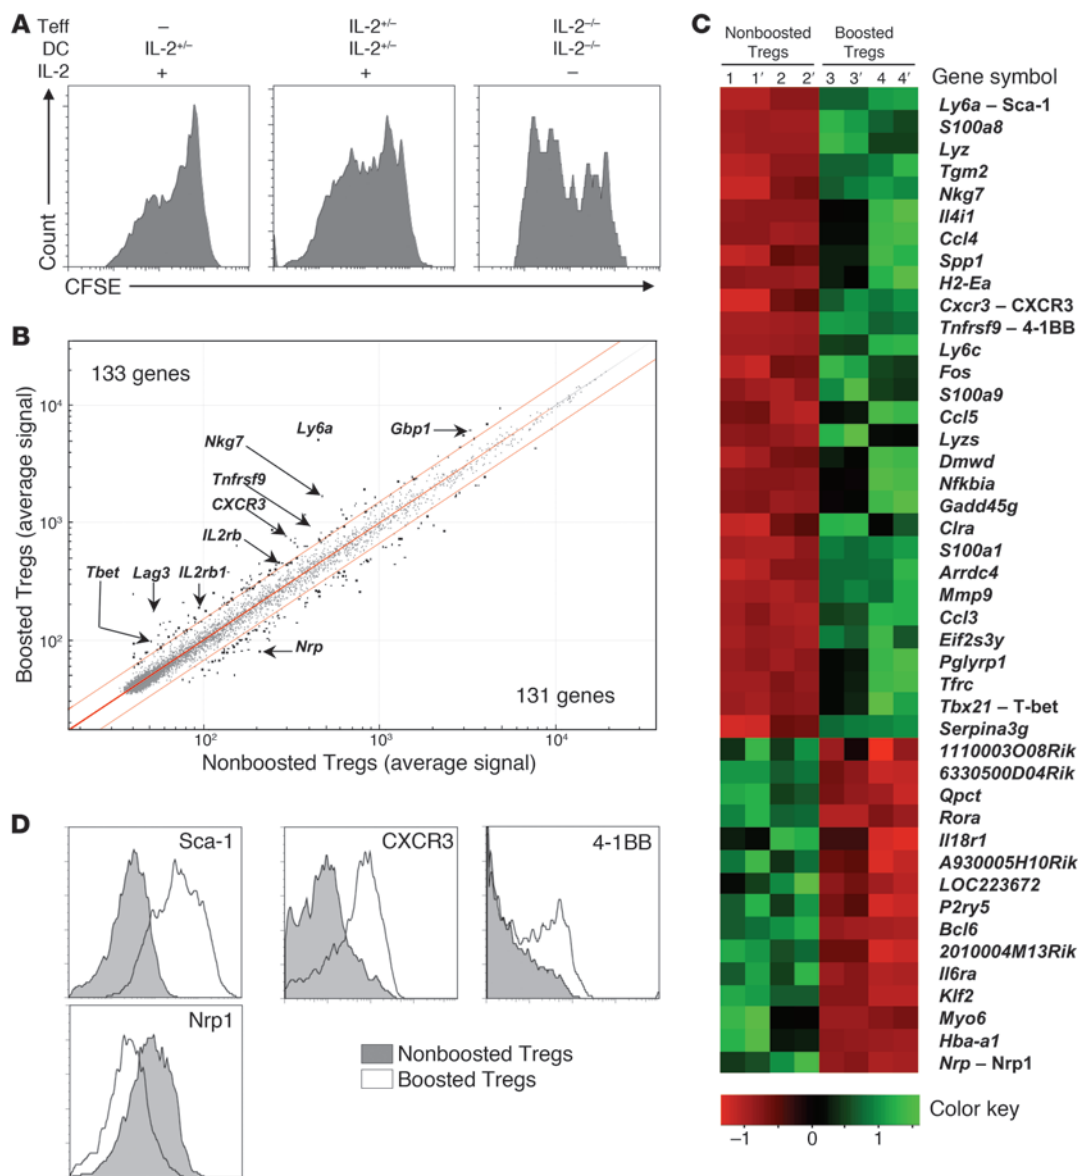 A
Teff – IL-2+/– IL-2–/–
DC IL-2+/– IL-2+/– IL-2–/–
IL-2 + + –
Count
CFSE
B
133 genes
131 genes
Ly6a
Gbp1
Nkg7
Tnfrsf9
CXCR3
IL2rb
Tbet
Lag3
IL2rb1
Nrp
10⁴
10³
10²
Boosted Tregs (average signal)
10² 10³ 10⁴
Nonboosted Tregs (average signal)
C
Nonboosted Tregs
Boosted Tregs
1 1′ 2 2′ 3 3′ 4 4′
Gene symbol
Ly6a – Sca-1
S100a8
Lyz
Tgm2
Nkg7
Il4i1
Ccl4
Spp1
H2-Ea
Cxcr3 – CXCR3
Tnfrsf9 – 4-1BB
Ly6c
Fos
S100a9
Ccl5
Lyzs
Dmwd
Nfkbia
Gadd45g
Clra
S100a1
Arrdc4
Mmp9
Ccl3
Eif2s3y
Pglyrp1
Tfrc
Tbx21 – T-bet
Serpina3g
1110003O08Rik
6330500D04Rik
Qpct
Rora
Il18r1
A930005H10Rik
LOC223672
P2ry5
Bcl6
2010004M13Rik
Il6ra
Klf2
Myo6
Hba-a1
Nrp – Nrp1
Color key
–1 0 1
D
Sca-1
CXCR3
4-1BB
Nrp1
Nonboosted Tregs
Boosted Tregs